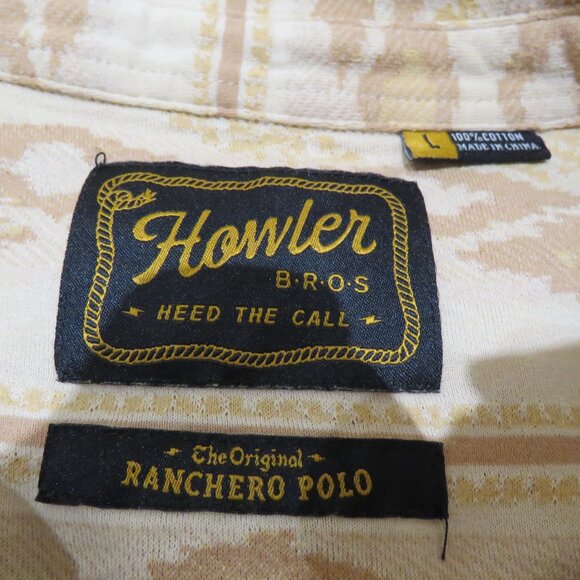 L 100% COTTON
MADE IN CHINA
Howler
B·R·O·S
HEED THE CALL
The Original
RANCHERO POLO